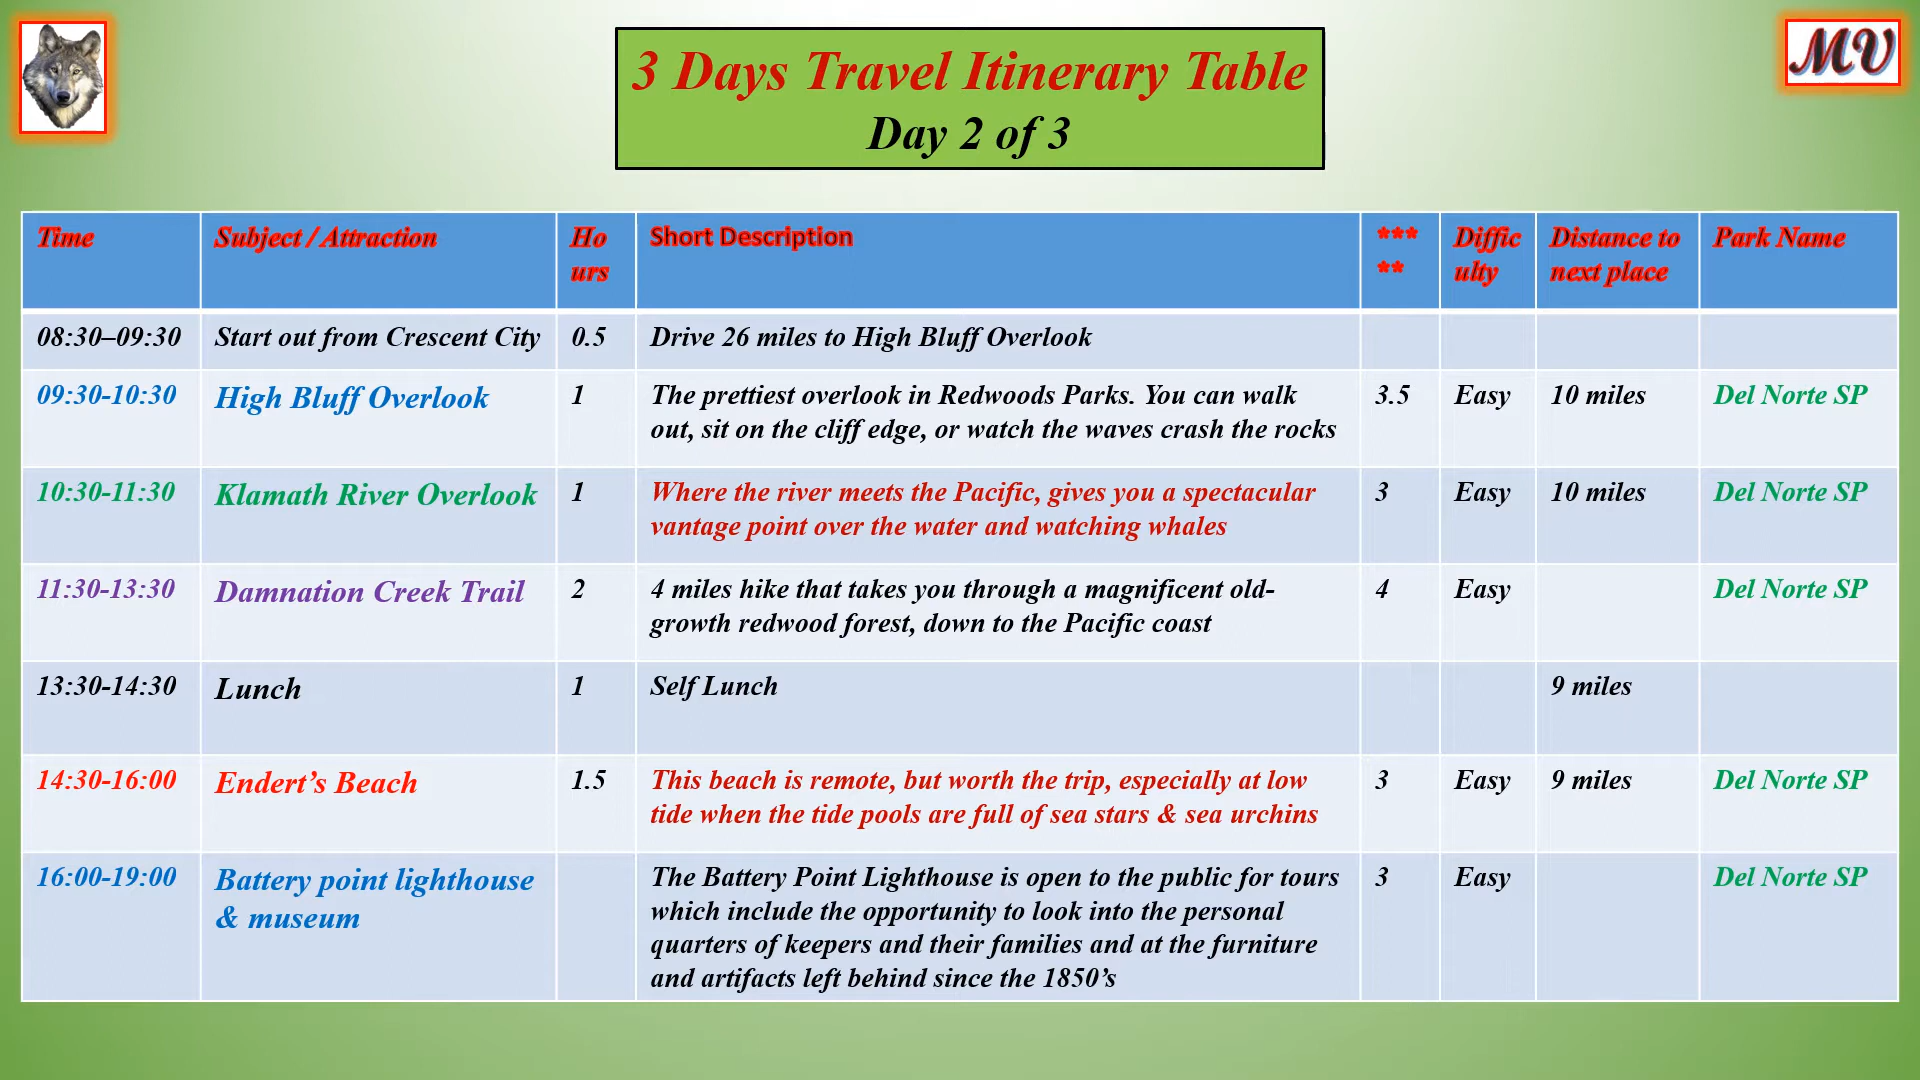 MV
3 Days Travel Itinerary Table
Day 2 of 3
Time Subject / Attraction Ho Short Description *** Diffic Distance to Park Name
urs ** ulty next place
08:30–09:30 Start out from Crescent City 0.5 Drive 26 miles to High Bluff Overlook
09:30-10:30 High Bluff Overlook 1 The prettiest overlook in Redwoods Parks. You can walk 3.5 Easy 10 miles Del Norte SP
out, sit on the cliff edge, or watch the waves crash the rocks
10:30-11:30 Klamath River Overlook 1 Where the river meets the Pacific, gives you a spectacular 3 Easy 10 miles Del Norte SP
vantage point over the water and watching whales
11:30-13:30 Damnation Creek Trail 2 4 miles hike that takes you through a magnificent old- 4 Easy Del Norte SP
growth redwood forest, down to the Pacific coast
13:30-14:30 Lunch 1 Self Lunch 9 miles
14:30-16:00 Endert’s Beach 1.5 This beach is remote, but worth the trip, especially at low 3 Easy 9 miles Del Norte SP
tide when the tide pools are full of sea stars & sea urchins
16:00-19:00 Battery point lighthouse The Battery Point Lighthouse is open to the public for tours 3 Easy Del Norte SP
& museum which include the opportunity to look into the personal
quarters of keepers and their families and at the furniture
and artifacts left behind since the 1850’s